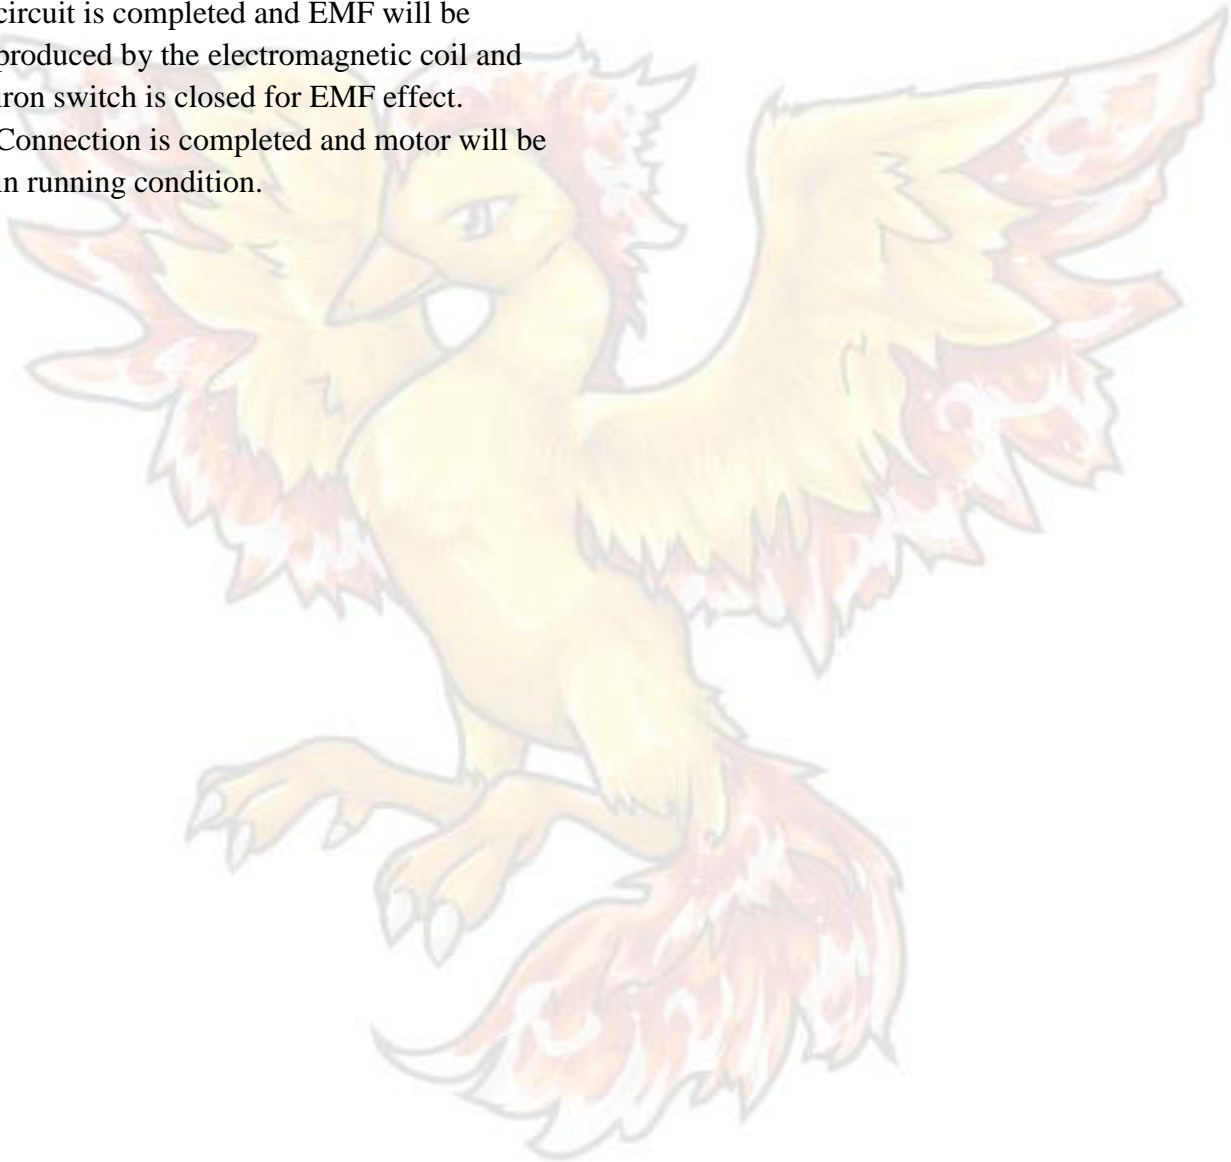 circuit is completed and EMF will be
produced by the electromagnetic coil and
iron switch is closed for EMF effect.
Connection is completed and motor will be
in running condition.